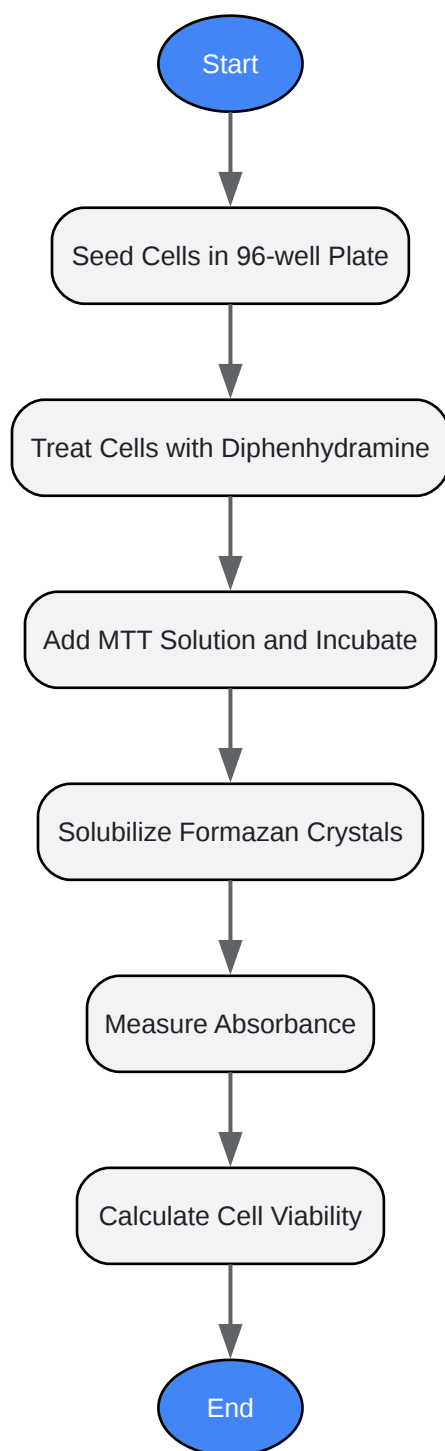 Start
Seed Cells in 96-well Plate
Treat Cells with Diphenhydramine
Add MTT Solution and Incubate
Solubilize Formazan Crystals
Measure Absorbance
Calculate Cell Viability
End